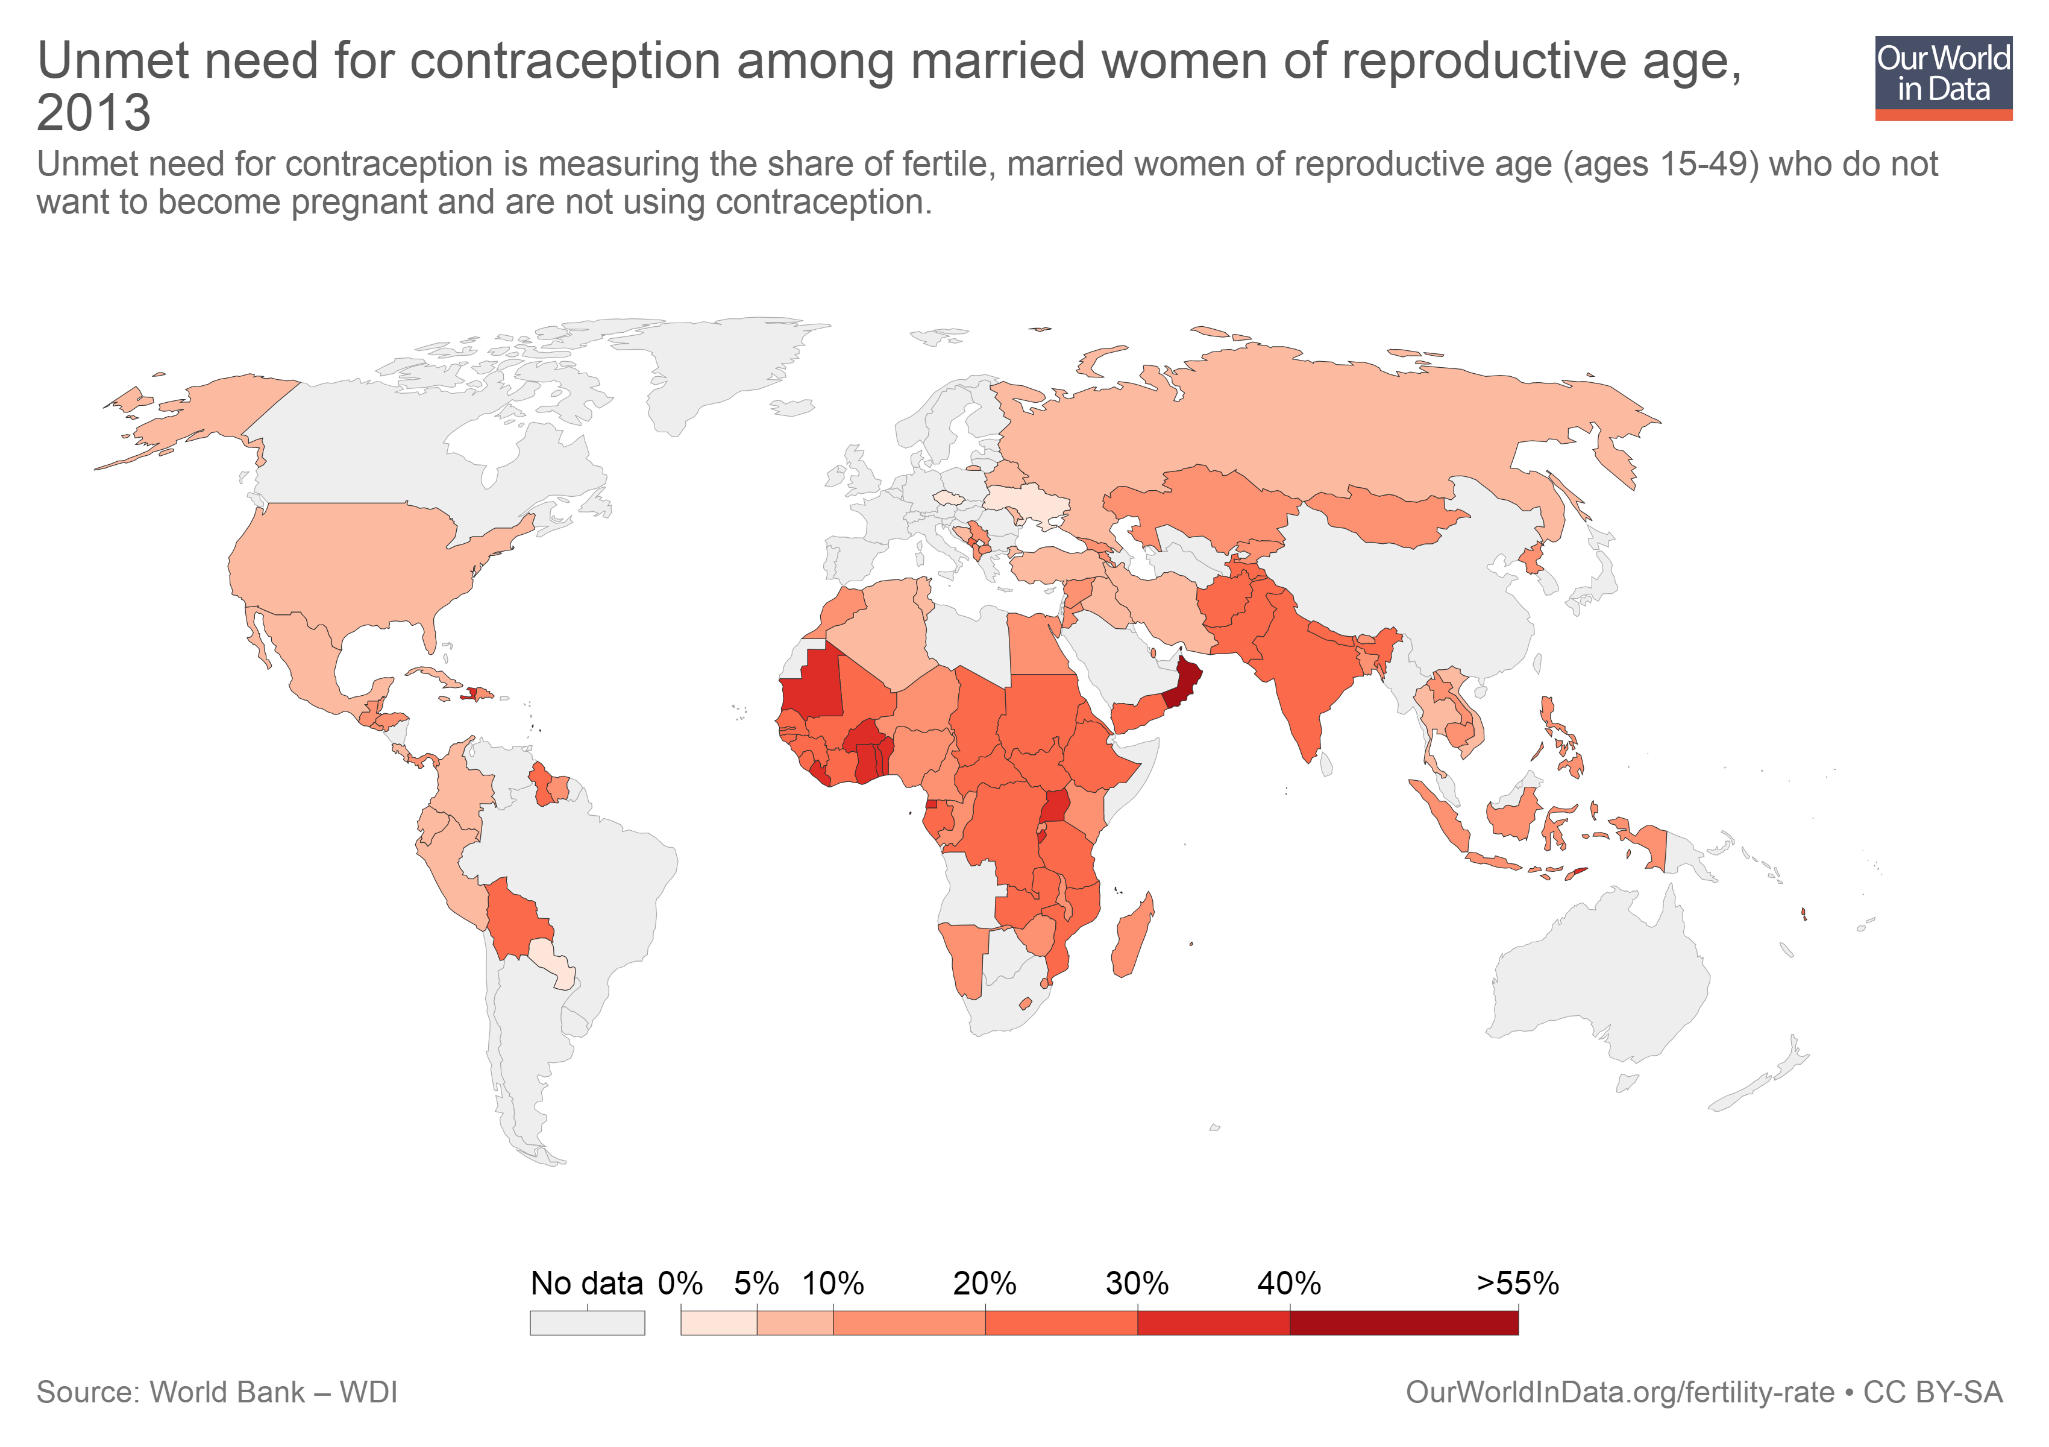 Unmet need for contraception among married women of reproductive age,
2013
Our World
in Data
Unmet need for contraception is measuring the share of fertile, married women of reproductive age (ages 15-49) who do not
want to become pregnant and are not using contraception.
No data 0% 5% 10% 20% 30% 40% >55%
Source: World Bank – WDI
OurWorldInData.org/fertility-rate • CC BY-SA